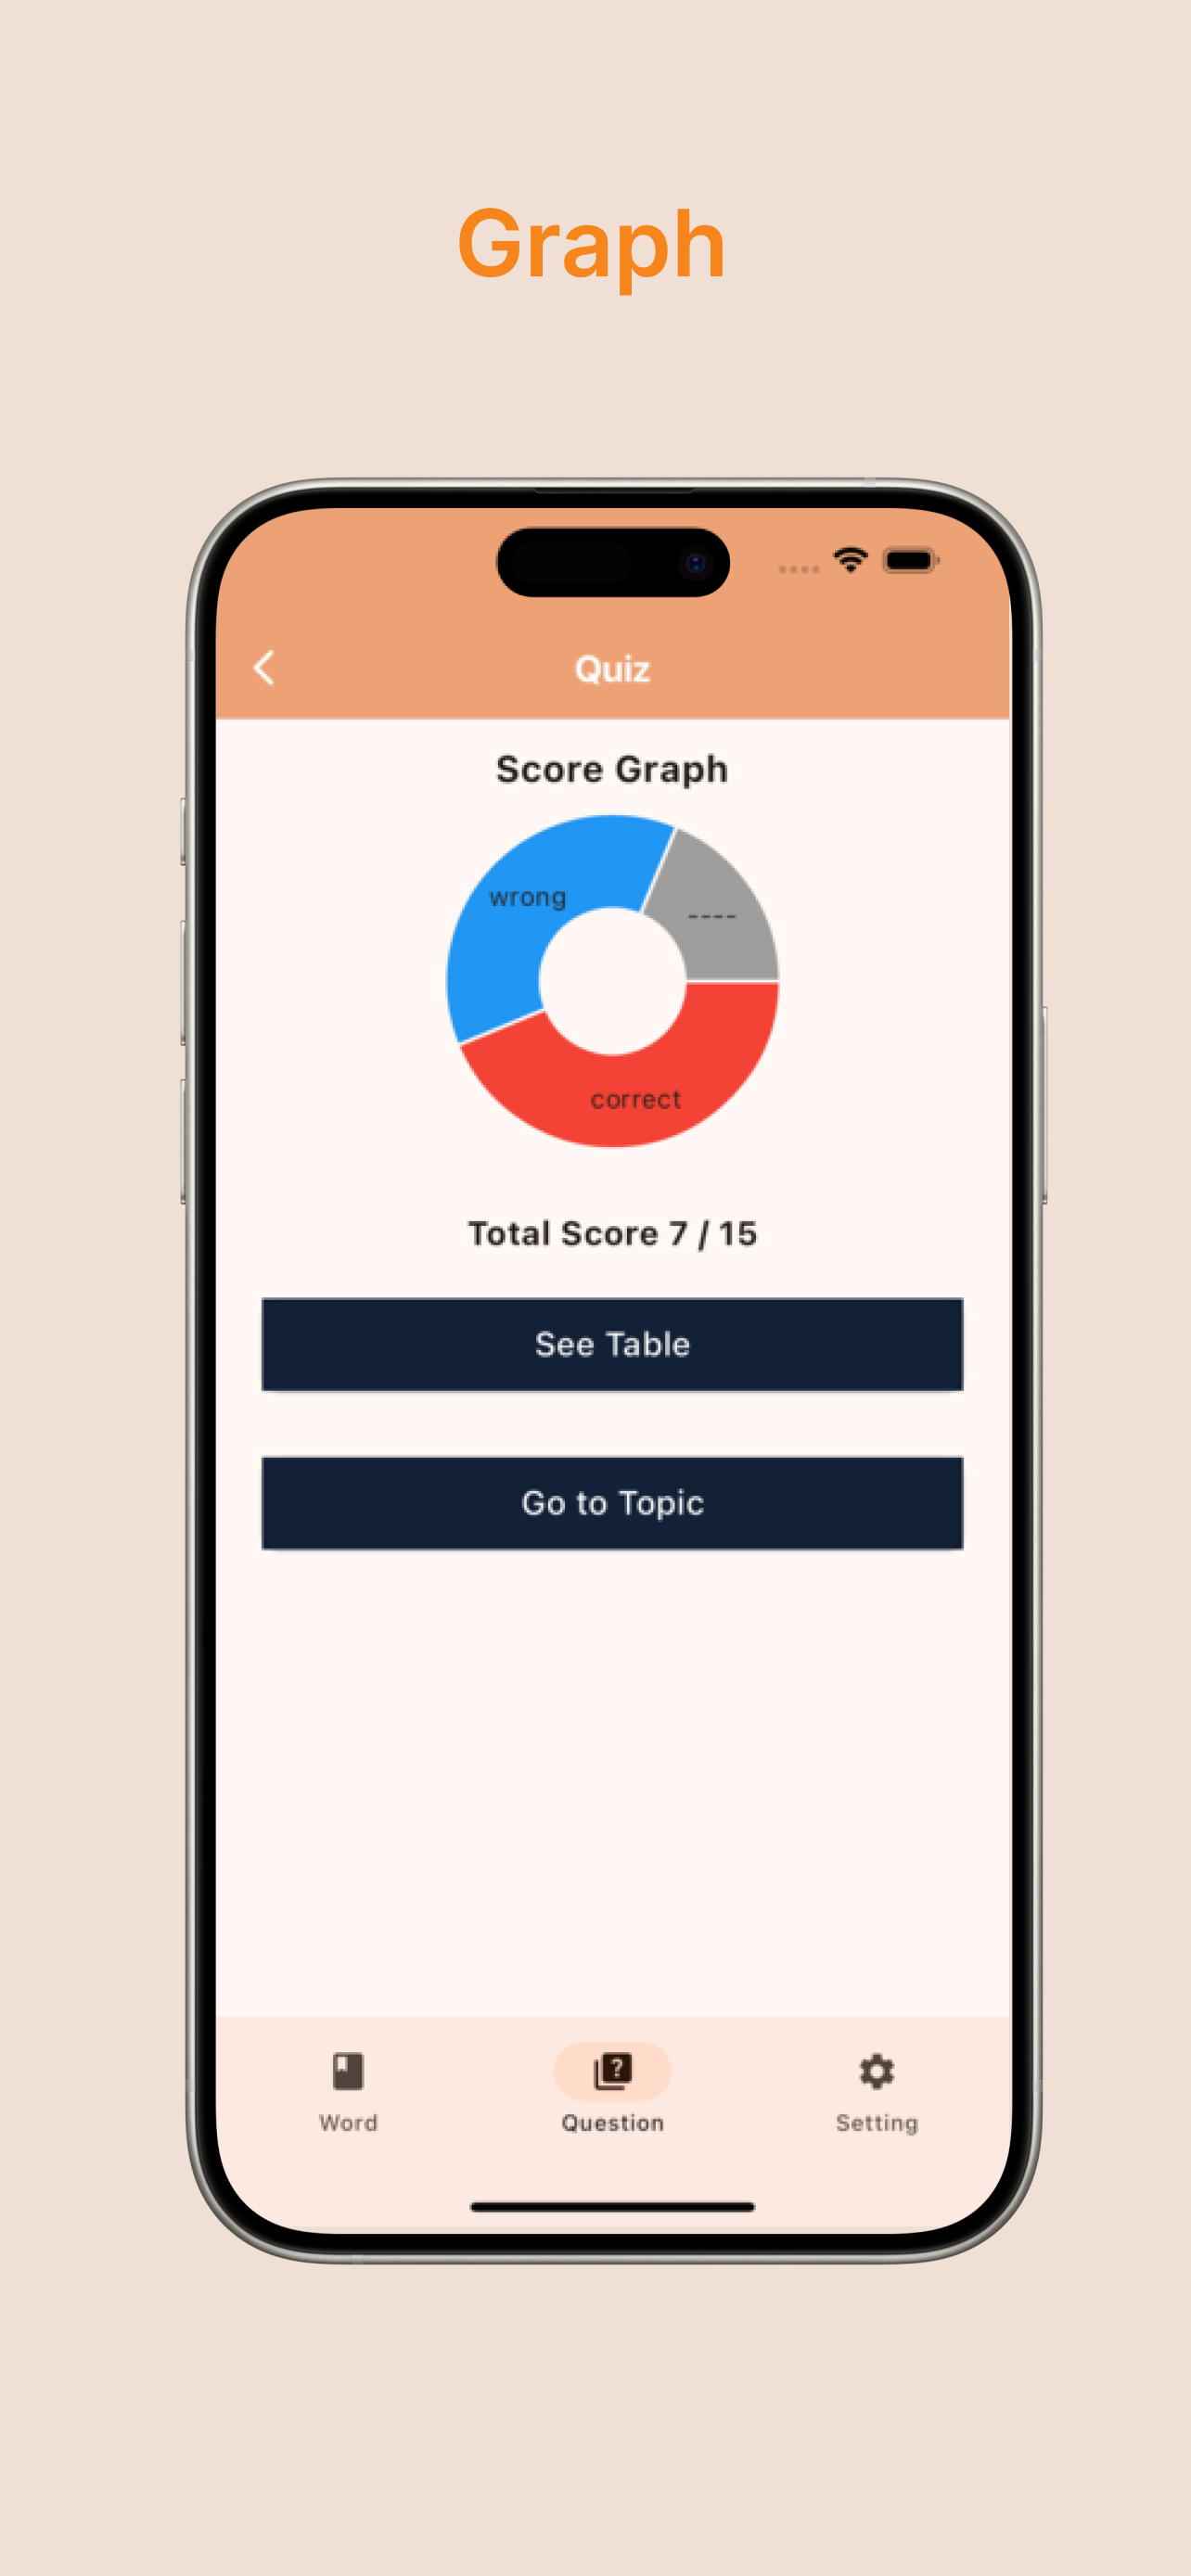 Graph
Quiz
Score Graph
wrong
----
correct
Total Score 7 / 15
See Table
Go to Topic
Word
Question
Setting